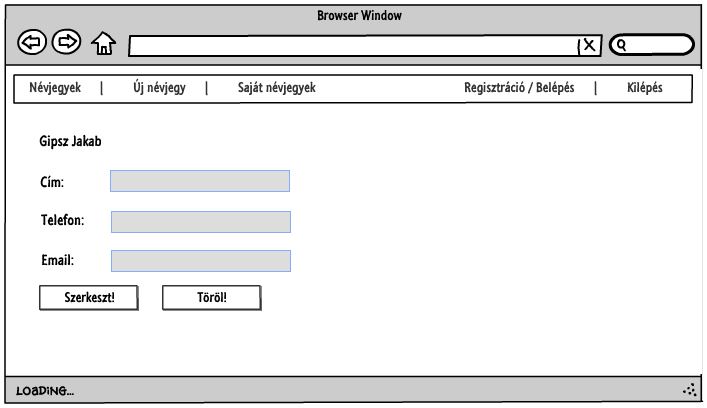 Browser Window
Névjegyek | Új névjegy | Saját névjegyek Regisztráció / Belépés | Kilépés
Gipsz Jakab
Cím:
Telefon:
Email:
Szerkeszt! Töröl!
LOADING...